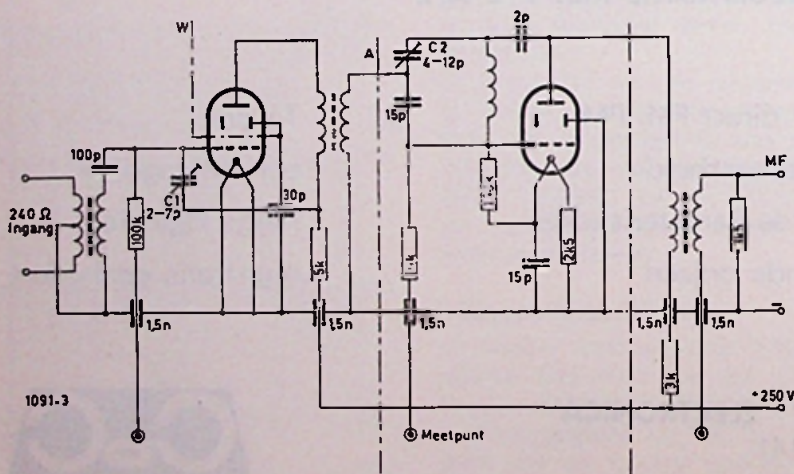 W
A
C2
4–12p
2p
15p
100p
240 Ω
Ingang
C1
2–7p
100k
30p
5k
15p
2k5
1k5
1,5n
1,5n
1,5n
1,5n
1,5n
3k
MF
–
+250 V
1091-3
Meetpunt